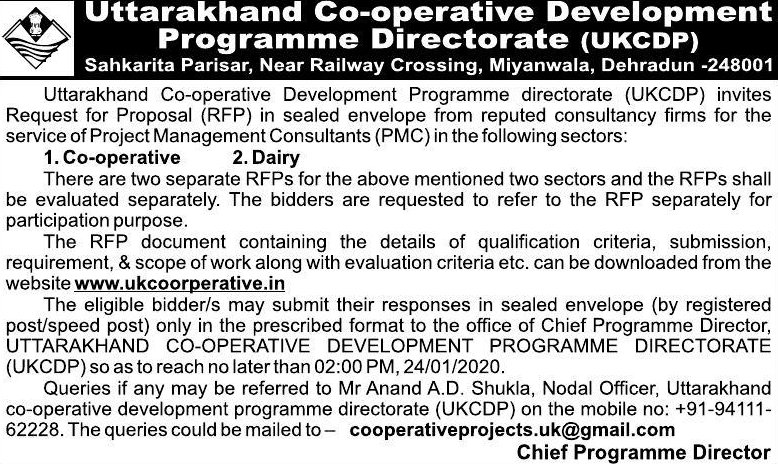 Uttarakhand Co-operative Development
Programme Directorate (UKCDP)
Sahkarita Parisar, Near Railway Crossing, Miyanwala, Dehradun -248001
Uttarakhand Co-operative Development Programme directorate (UKCDP) invites
Request for Proposal (RFP) in sealed envelope from reputed consultancy firms for the
service of Project Management Consultants (PMC) in the following sectors:
1. Co-operative 2. Dairy
There are two separate RFPs for the above mentioned two sectors and the RFPs shall
be evaluated separately. The bidders are requested to refer to the RFP separately for
participation purpose.
The RFP document containing the details of qualification criteria, submission,
requirement, & scope of work along with evaluation criteria etc. can be downloaded from the
website www.ukcoorperative.in
The eligible bidder/s may submit their responses in sealed envelope (by registered
post/speed post) only in the prescribed format to the office of Chief Programme Director,
UTTARAKHAND CO-OPERATIVE DEVELOPMENT PROGRAMME DIRECTORATE
(UKCDP) so as to reach no later than 02:00 PM, 24/01/2020.
Queries if any may be referred to Mr Anand A.D. Shukla, Nodal Officer, Uttarakhand
co-operative development programme directorate (UKCDP) on the mobile no: +91-94111-
62228. The queries could be mailed to – cooperativeprojects.uk@gmail.com
Chief Programme Director